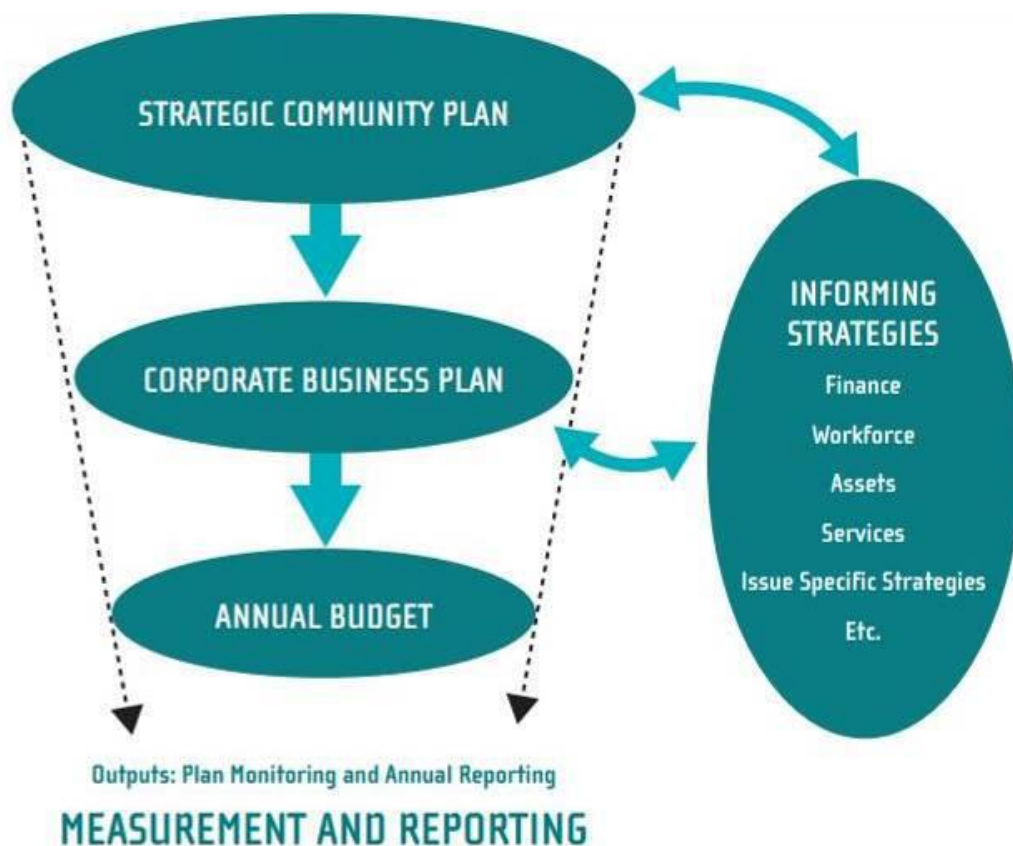 STRATEGIC COMMUNITY PLAN
CORPORATE BUSINESS PLAN
ANNUAL BUDGET
INFORMING
STRATEGIES
Finance
Workforce
Assets
Services
Issue Specific Strategies
Etc.
Outputs: Plan Monitoring and Annual Reporting
MEASUREMENT AND REPORTING